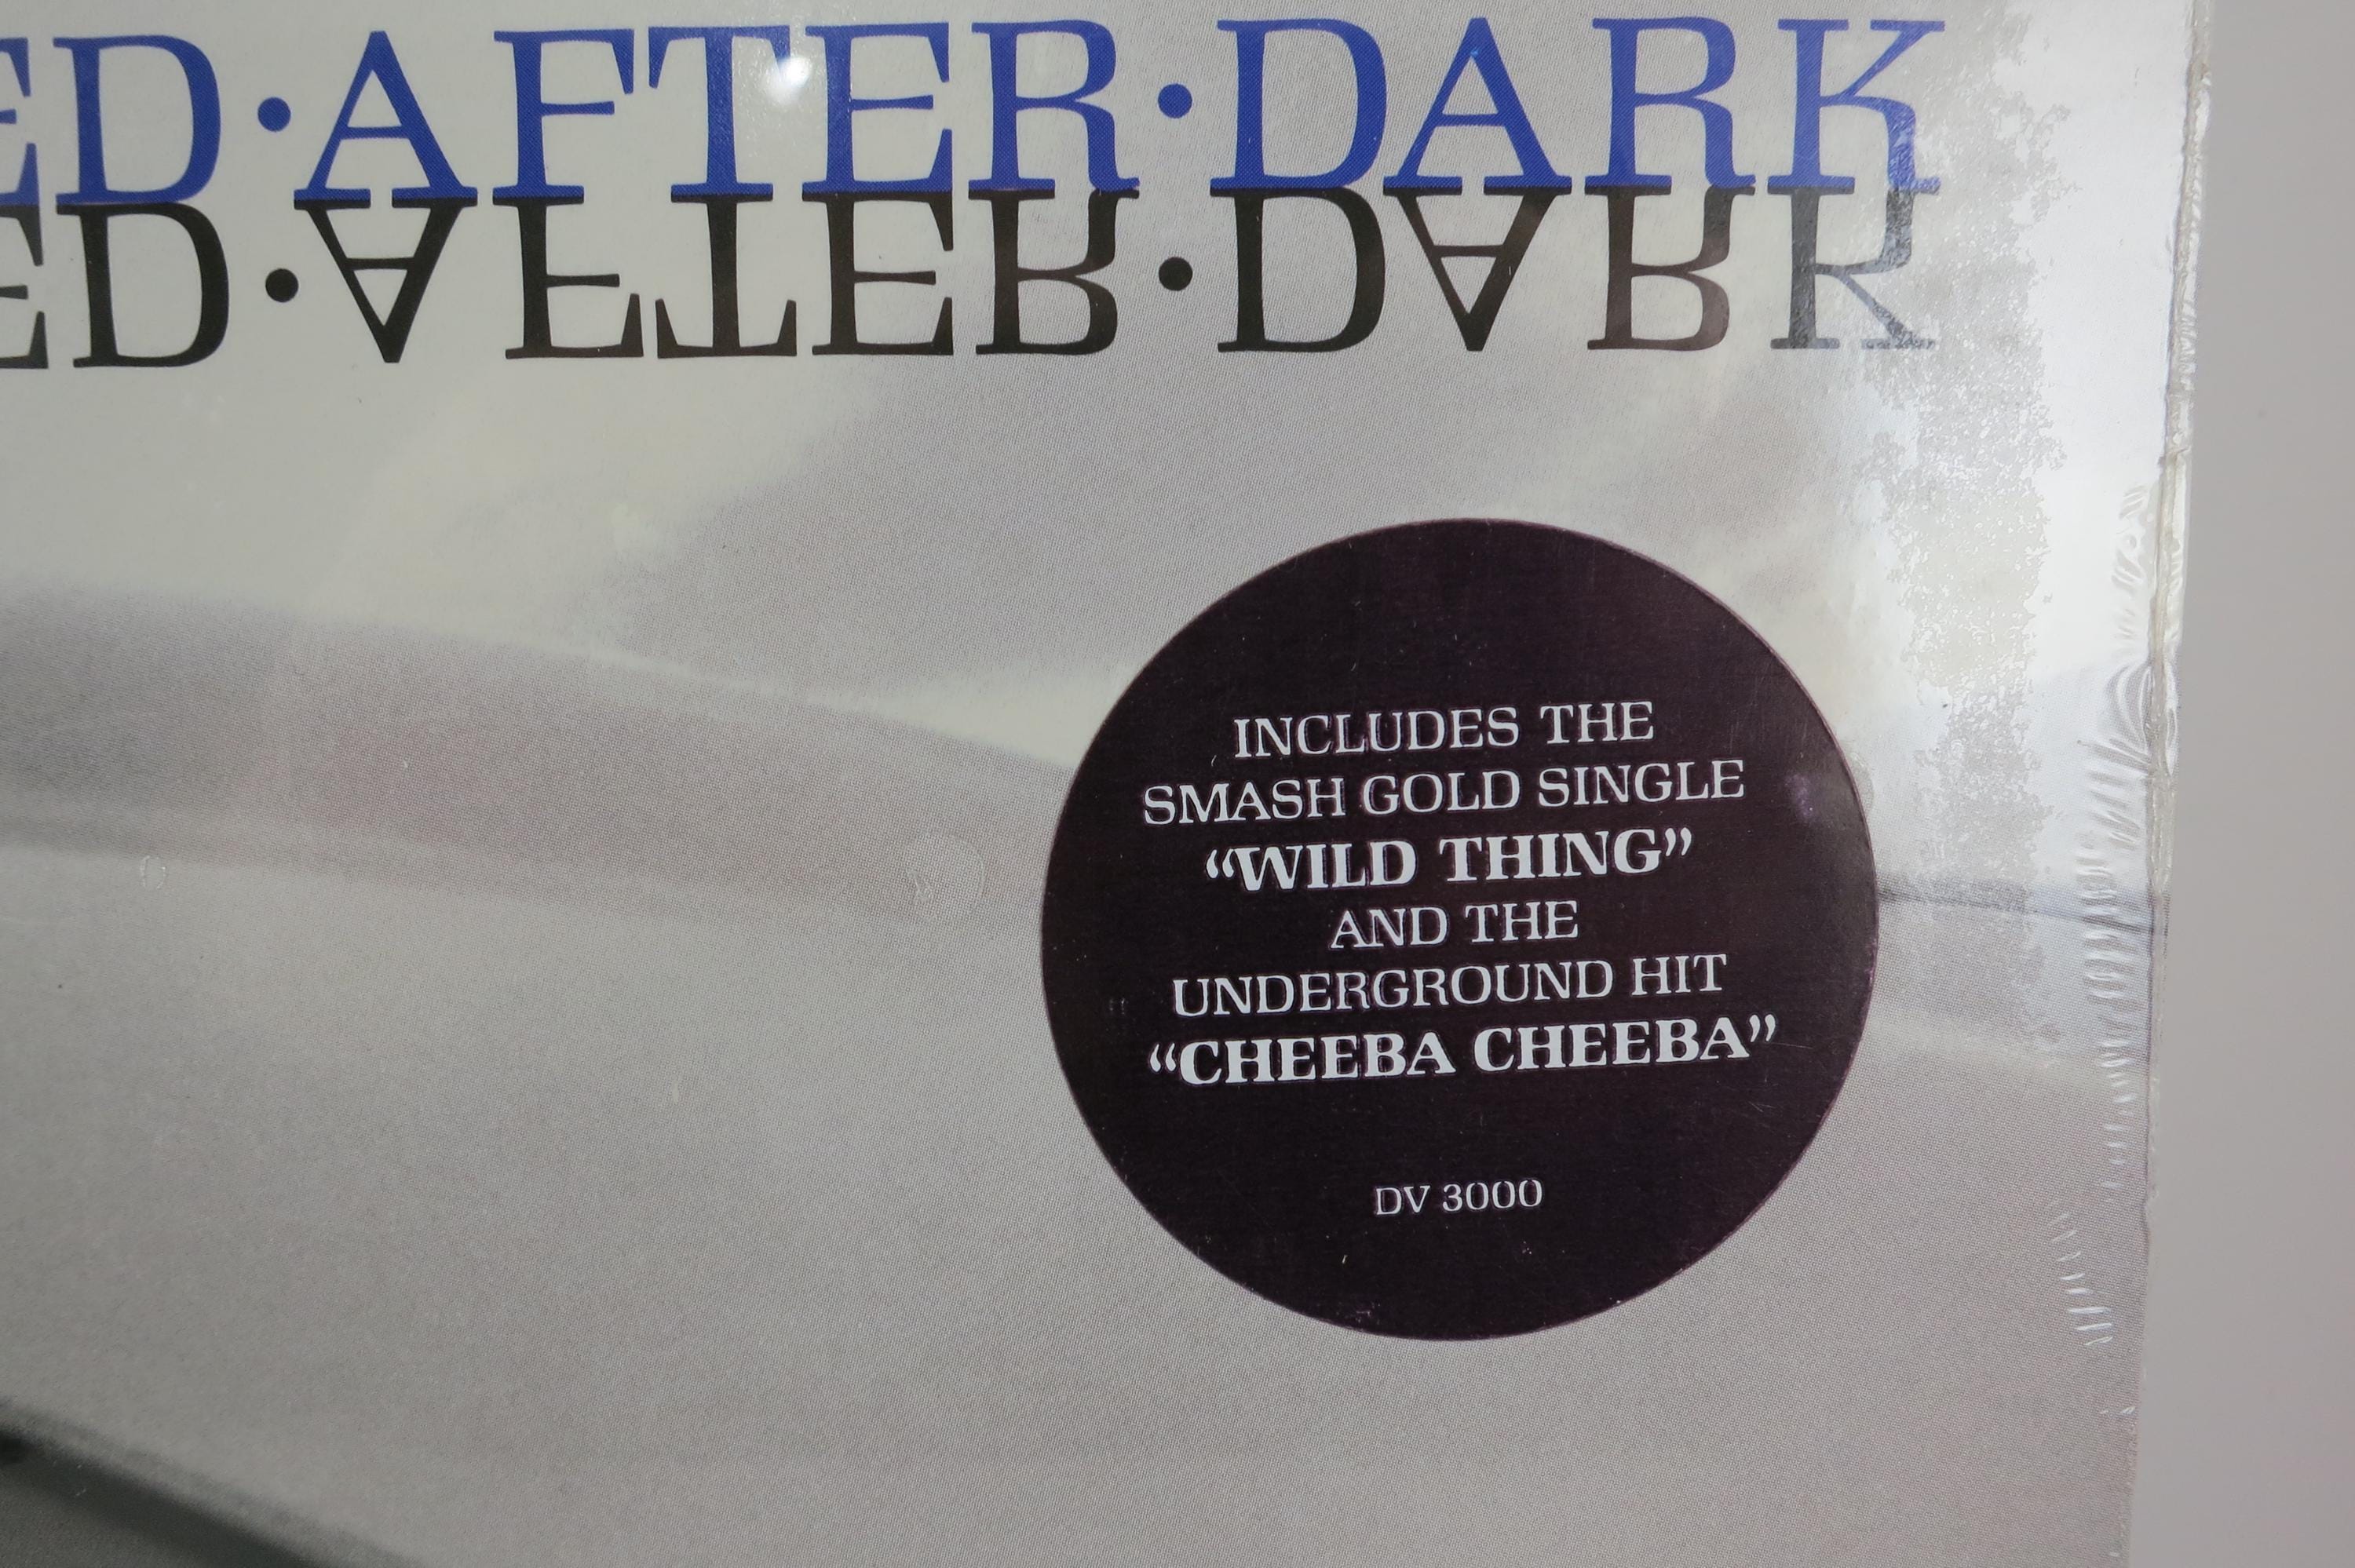 ED·AFTER·DARK
ED·AFTER·DARK
INCLUDES THE
SMASH GOLD SINGLE
“WILD THING”
AND THE
UNDERGROUND HIT
“CHEEBA CHEEBA”
DV 3000